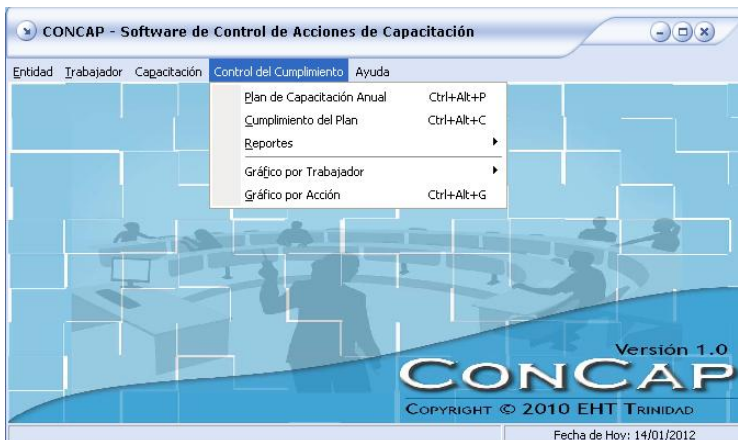 CONCAP - Software de Control de Acciones de Capacitación
Entidad Trabajador Capacitación Control del Cumplimiento Ayuda
Plan de Capacitación Anual Ctrl+Alt+P
Cumplimiento del Plan Ctrl+Alt+C
Reportes
Gráfico por Trabajador
Gráfico por Acción Ctrl+Alt+G
Versión 1.0
CONCAP
COPYRIGHT © 2010 EHT TRINIDAD
Fecha de Hoy: 14/01/2012